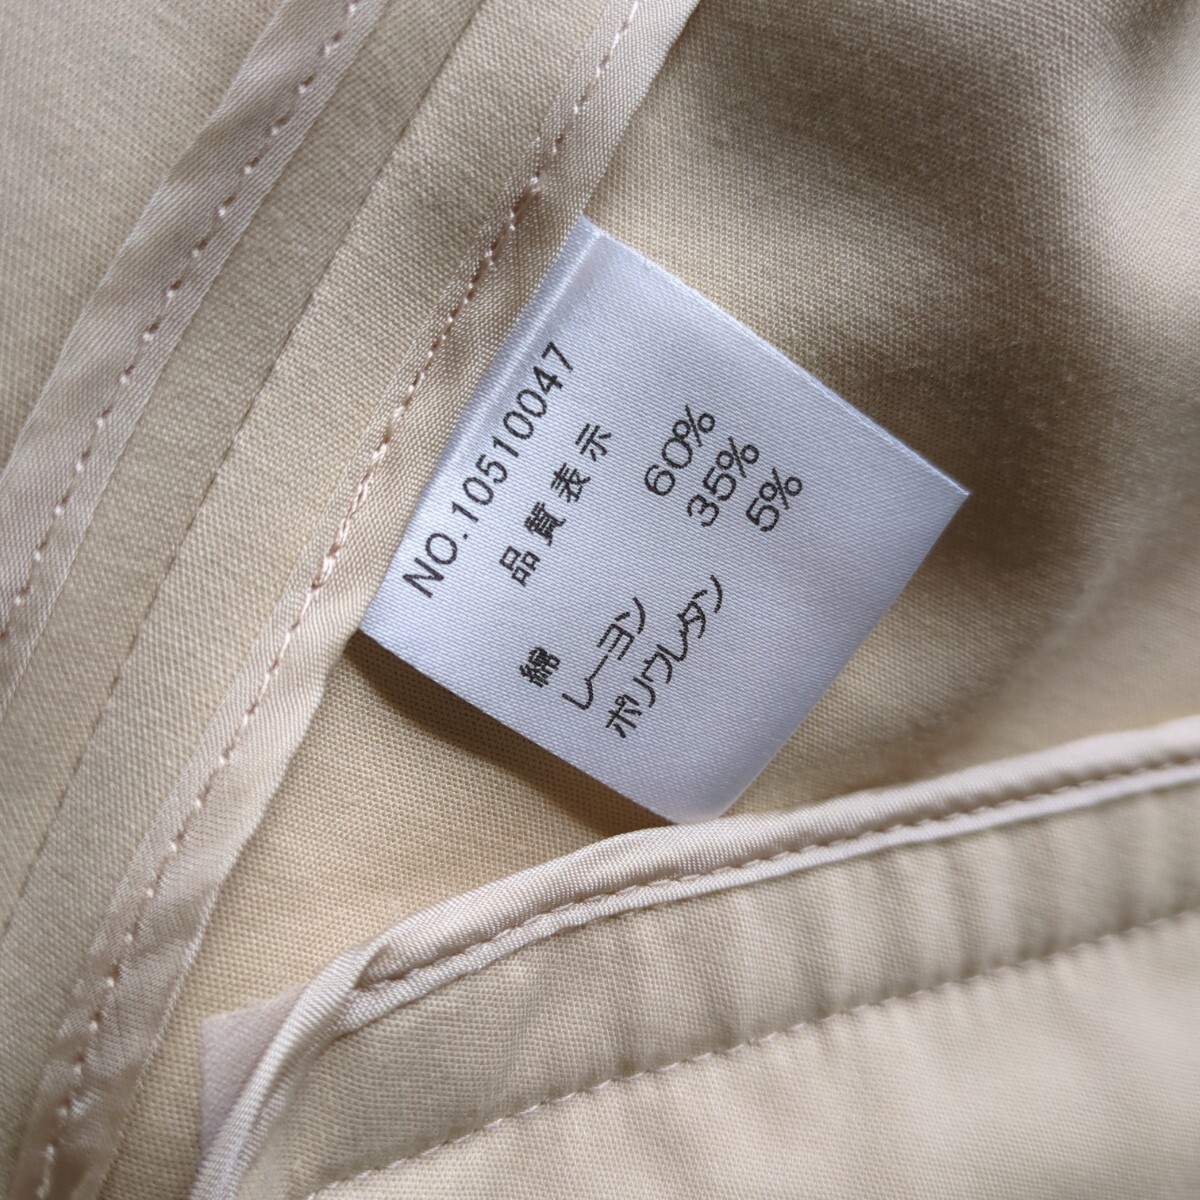 NO.10510047
品質表示
綿 60%
レーヨン 35%
ポリウレタン 5%